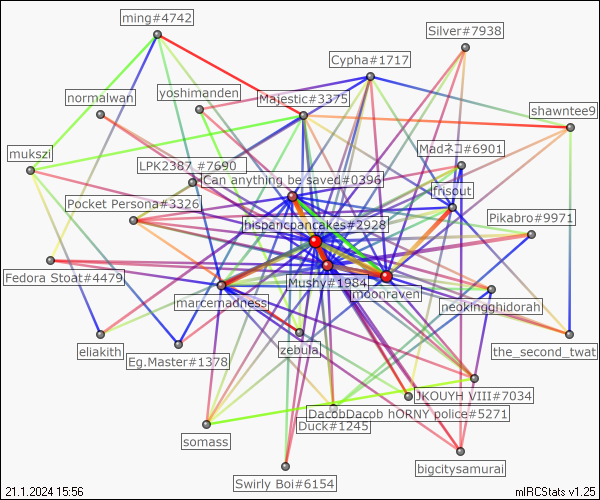 ming#4742
Silver#7938
Cypha#1717
normalwan
yoshimanden
Majestic#3375
shawntee9
mukszi
LPK2387_#7690
Madネコ#6901
Can anything be saved#0396
frisout
Pocket Persona#3326
hispancpancakes#2928
Pikabro#9971
Fedora Stoat#4479
Mushy#1984
moonraven
marcemadness
neokingghidorah
eliakith
Eg.Master#1378
zebula
the_second_twat
JKOUYH VIII#7034
DacobDacob hORNY police#5271
Duck#1245
somass
bigcitysamurai
Swirly Boi#6154
21.1.2024 15:56
mIRCStats v1.25